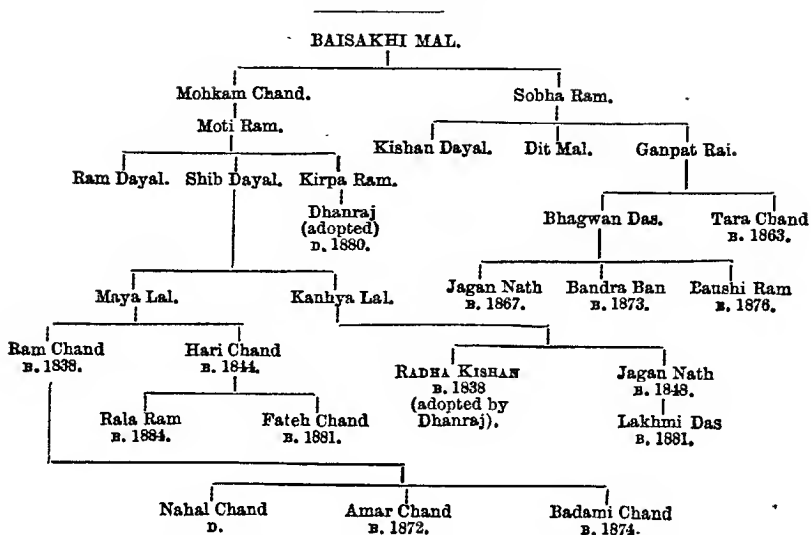 BAISAKHI MAL.
Mohkam Chand. Sobha Ram.
Moti Ram.
Kishan Dayal. Dit Mal. Ganpat Rai.
Ram Dayal. Shib Dayal. Kirpa Ram.
Dhanraj
(adopted)
D. 1880.
Bhagwan Das. Tara Chand
B. 1863.
Maya Lal. Kanhya Lal.
Jagan Nath Bandra Ban Baushi Ram
B. 1867. B. 1873. B. 1876.
Ram Chand Hari Chand
B. 1838. B. 1844.
RADHA KISHAN Jagan Nath
B. 1838 B. 1848.
(adopted by
Dhanraj).
Rala Ram Fateh Chand
B. 1884. B. 1881.
Lakhmi Das
B. 1881.
Nahal Chand Amar Chand Badami Chand
D. B. 1872. B. 1874.